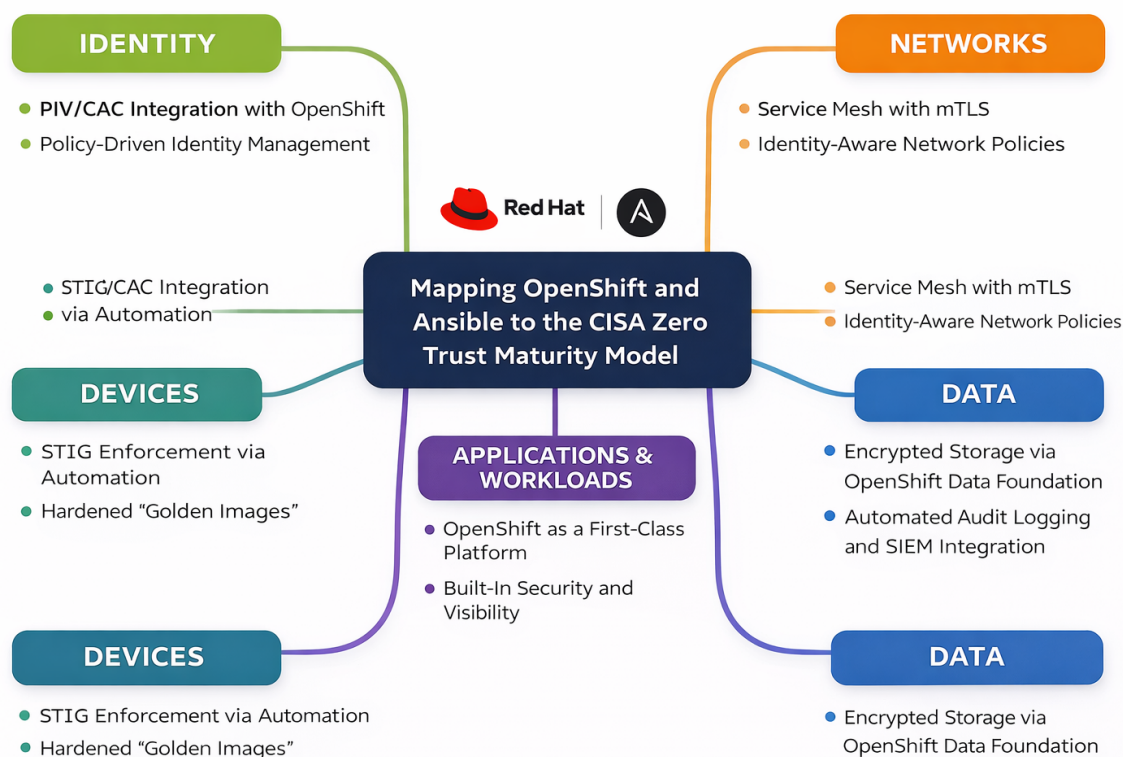 IDENTITY
PIV/CAC Integration with OpenShift
Policy-Driven Identity Management
NETWORKS
Service Mesh with mTLS
Identity-Aware Network Policies
Red Hat
Mapping OpenShift and
Ansible to the CISA Zero
Trust Maturity Model
STIG/CAC Integration
via Automation
Service Mesh with mTLS
Identity-Aware Network Policies
DEVICES
STIG Enforcement via
Automation
Hardened “Golden Images”
APPLICATIONS &
WORKLOADS
OpenShift as a First-Class
Platform
Built-In Security and
Visibility
DATA
Encrypted Storage via
OpenShift Data Foundation
Automated Audit Logging
and SIEM Integration
DEVICES
STIG Enforcement via Automation
Hardened “Golden Images”
DATA
Encrypted Storage via
OpenShift Data Foundation